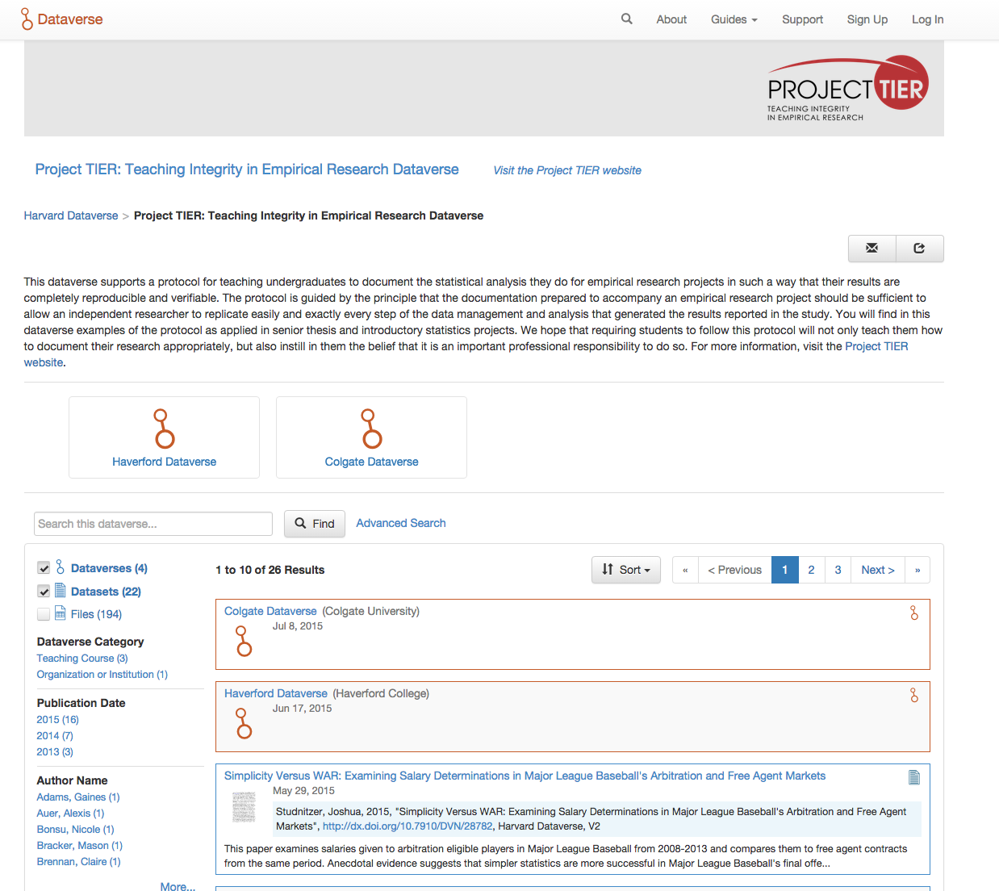 Dataverse
About
Guides
Support
Sign Up
Log In
PROJECT TIER
TEACHING INTEGRITY
IN EMPIRICAL RESEARCH
Project TIER: Teaching Integrity in Empirical Research Dataverse
Visit the Project TIER website
Harvard Dataverse > Project TIER: Teaching Integrity in Empirical Research Dataverse
This dataverse supports a protocol for teaching undergraduates to document the statistical analysis they do for empirical research projects in such a way that their results are
completely reproducible and verifiable. The protocol is guided by the principle that the documentation prepared to accompany an empirical research project should be sufficient to
allow an independent researcher to replicate easily and exactly every step of the data management and analysis that generated the results reported in the study. You will find in this
dataverse examples of the protocol as applied in senior thesis and introductory statistics projects. We hope that requiring students to follow this protocol will not only teach them how
to document their research appropriately, but also instill in them the belief that it is an important professional responsibility to do so. For more information, visit the Project TIER
website.
Haverford Dataverse
Colgate Dataverse
Search this dataverse...
Find
Advanced Search
Dataverses (4)
Datasets (22)
Files (194)
Dataverse Category
Teaching Course (3)
Organization or Institution (1)
Publication Date
2015 (16)
2014 (7)
2013 (3)
Author Name
Adams, Gaines (1)
Auer, Alexis (1)
Bonsu, Nicole (1)
Bracker, Mason (1)
Brennan, Claire (1)
More...
1 to 10 of 26 Results
Sort
«
< Previous
1
2
3
Next >
»
Colgate Dataverse (Colgate University)
Jul 8, 2015
Haverford Dataverse (Haverford College)
Jun 17, 2015
Simplicity Versus WAR: Examining Salary Determinations in Major League Baseball's Arbitration and Free Agent Markets
May 29, 2015
Studnitzer, Joshua, 2015, "Simplicity Versus WAR: Examining Salary Determinations in Major League Baseball's Arbitration and Free Agent
Markets", http://dx.doi.org/10.7910/DVN/28782, Harvard Dataverse, V2
This paper examines salaries given to arbitration eligible players in Major League Baseball from 2008-2013 and compares them to free agent contracts
from the same period. Anecdotal evidence suggests that simpler statistics are more successful in Major League Baseball's final offe...